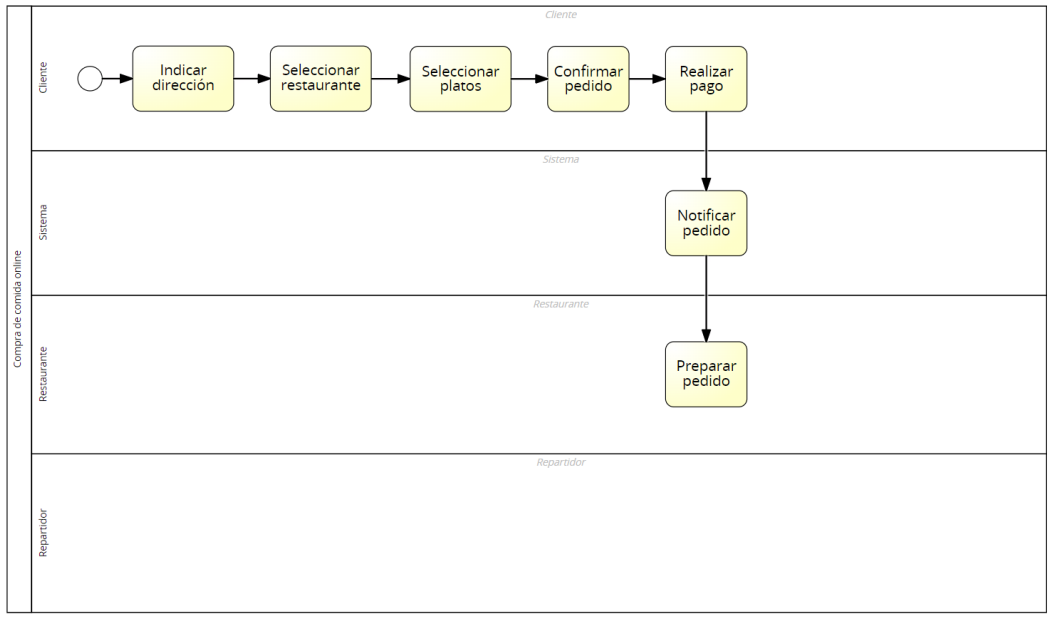 Compra de comida online
Cliente
Cliente
Indicar
dirección
Seleccionar
restaurante
Seleccionar
platos
Confirmar
pedido
Realizar
pago
Sistema
Sistema
Notificar
pedido
Restaurante
Restaurante
Preparar
pedido
Repartidor
Repartidor